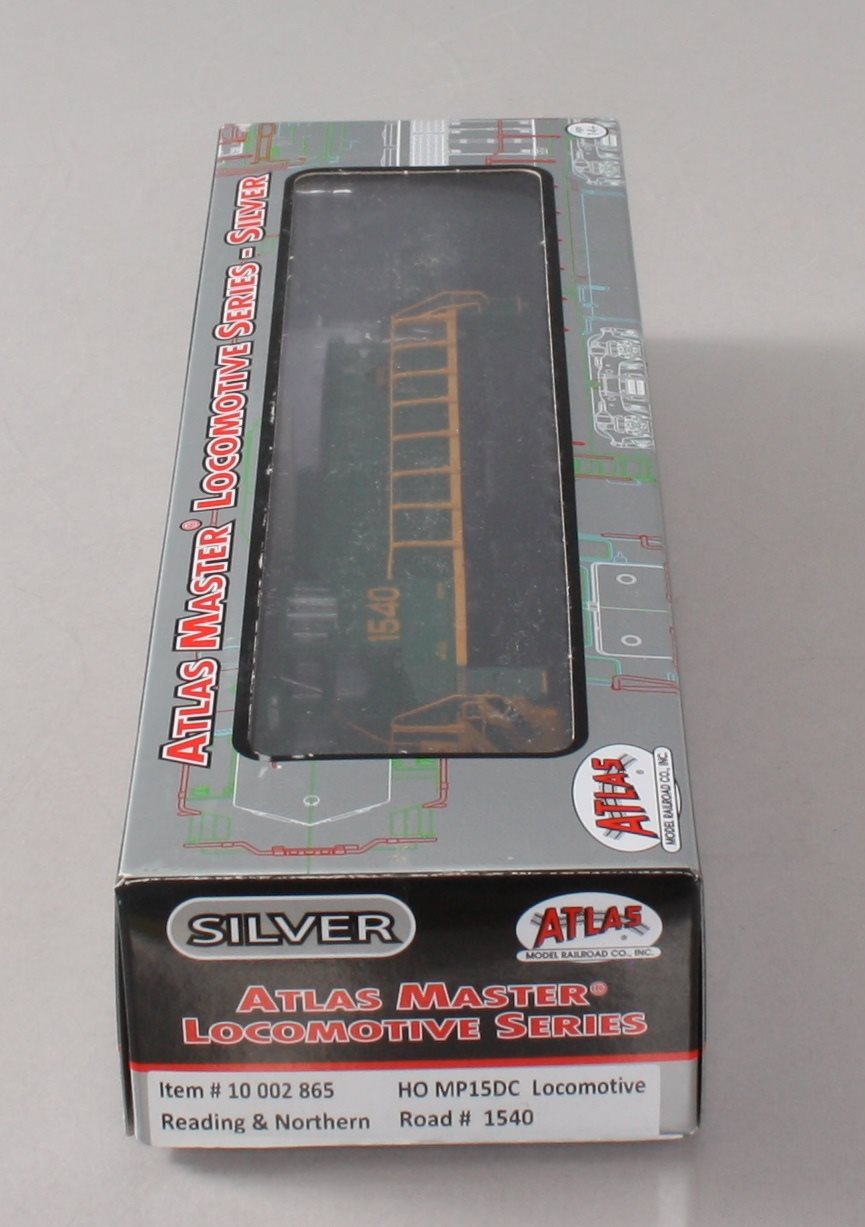 14+
ATLAS MASTER® LOCOMOTIVE SERIES - SILVER
1540
ATLAS
®
MODEL RAILROAD CO., INC.
SILVER
ATLAS
®
MODEL RAILROAD CO., INC.
ATLAS MASTER®
LOCOMOTIVE SERIES
Item # 10 002 865 HO MP15DC Locomotive
Reading & Northern Road # 1540